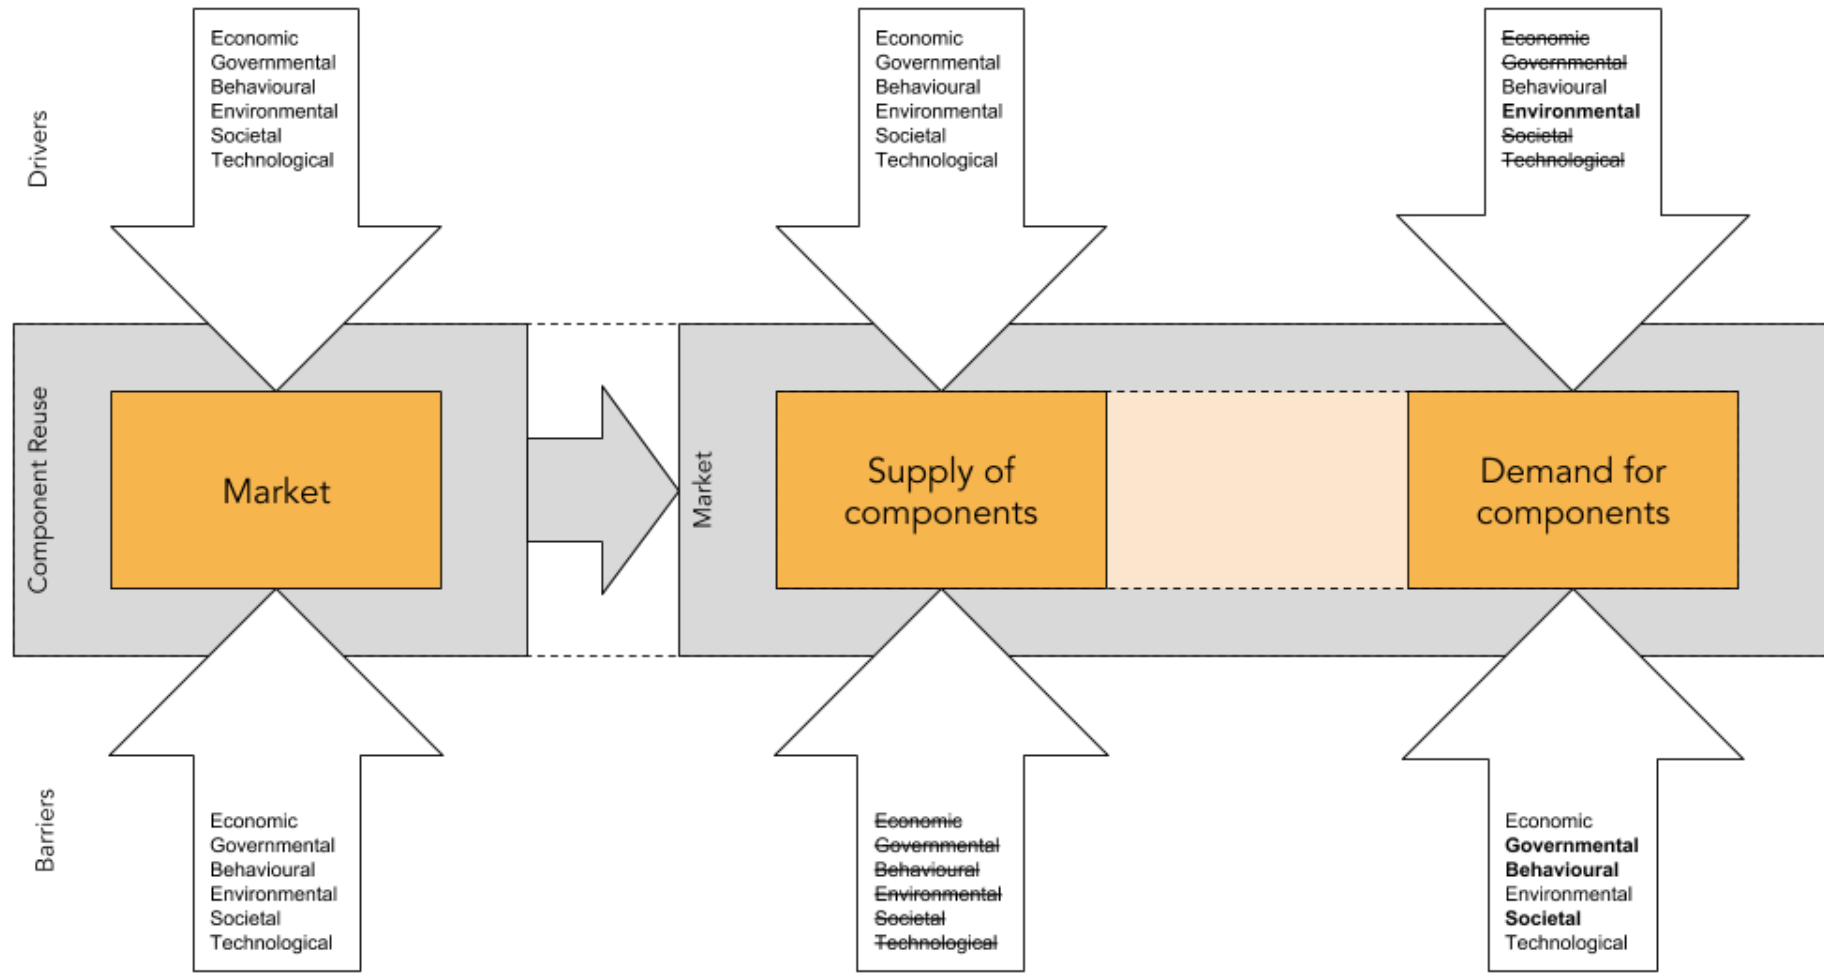 Drivers
Economic
Governmental
Behavioural
Environmental
Societal
Technological
Economic
Governmental
Behavioural
Environmental
Societal
Technological
Economic
Governmental
Behavioural
Environmental
Societal
Technological
Component Reuse
Market
Market
Supply of
components
Demand for
components
Barriers
Economic
Governmental
Behavioural
Environmental
Societal
Technological
Economic
Governmental
Behavioural
Environmental
Societal
Technological
Economic
Governmental
Behavioural
Environmental
Societal
Technological